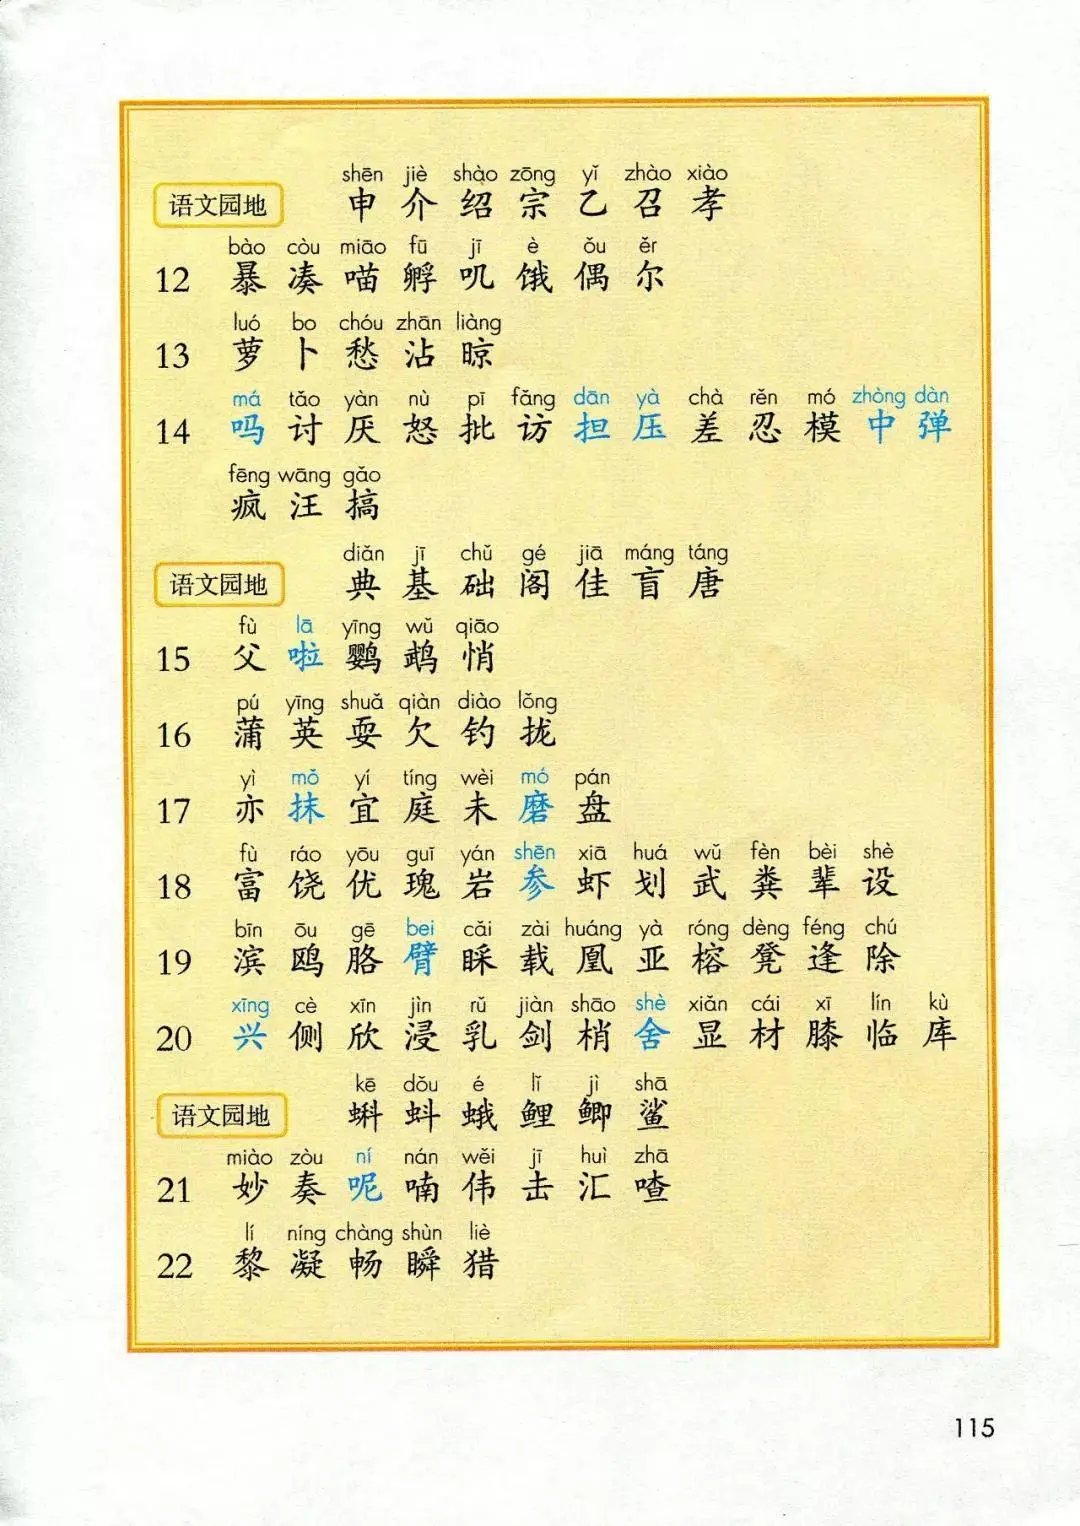 shēn jiè shào zōng yǐ zhào xiào
语文园地 申 介 绍 宗 乙 召 孝
bào còu miāo fū jī è ǒu ěr
12 暴 凑 喵 孵 叽 饿 偶 尔
luó bo chóu zhān liàng
13 萝 卜 愁 沾 晾
má tǎo yàn nù pī fǎng dān yà chà rěn mó zhòng dàn
14 吗 讨 厌 怒 批 访 担 压 差 忍 模 中 弹
fēng wāng gǎo
疯 汪 搞
diǎn jī chǔ gé jiā máng táng
语文园地 典 基 础 阁 佳 盲 唐
fù lā yīng wǔ qiāo
15 父 啦 鹦 鹉 悄
pú yīng shuǎ qiàn diào lǒng
16 蒲 英 耍 欠 钓 拢
yì mǒ yí tíng wèi mó pán
17 亦 抹 宜 庭 未 磨 盘
fù ráo yōu guī yán shēn xiā huá wǔ fèn bèi shè
18 富 饶 优 瑰 岩 参 虾 划 武 粪 辈 设
bīn ōu gē bei cǎi zài huáng yà róng dèng féng chú
19 滨 鸥 胳 臂 睬 载 凰 亚 榕 凳 逢 除
xīng cè xīn jìn rǔ jiàn shāo shè xiǎn cái xī lín kù
20 兴 侧 欣 浸 乳 剑 梢 舍 显 材 膝 临 库
kē dǒu é lǐ jì shā
语文园地 蝌 蚪 蛾 鲤 鲫 鲨
miào zòu ní nán wěi jī huì zhā
21 妙 奏 呢 喃 伟 击 汇 喳
lí níng chàng shùn liè
22 黎 凝 畅 瞬 猎
115